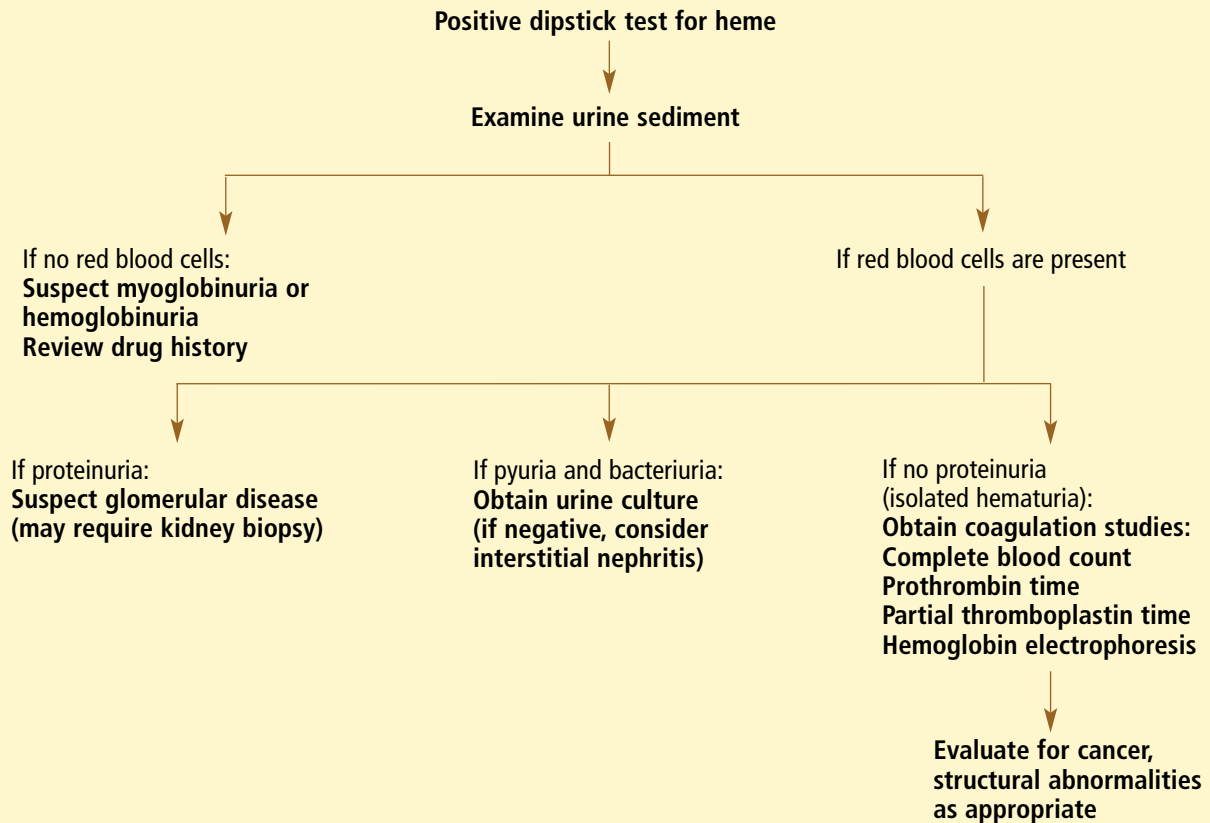 Positive dipstick test for heme
Examine urine sediment
If no red blood cells:
Suspect myoglobinuria or
hemoglobinuria
Review drug history
If red blood cells are present
If proteinuria:
Suspect glomerular disease
(may require kidney biopsy)
If pyuria and bacteriuria:
Obtain urine culture
(if negative, consider
interstitial nephritis)
If no proteinuria
(isolated hematuria):
Obtain coagulation studies:
Complete blood count
Prothrombin time
Partial thromboplastin time
Hemoglobin electrophoresis
Evaluate for cancer,
structural abnormalities
as appropriate